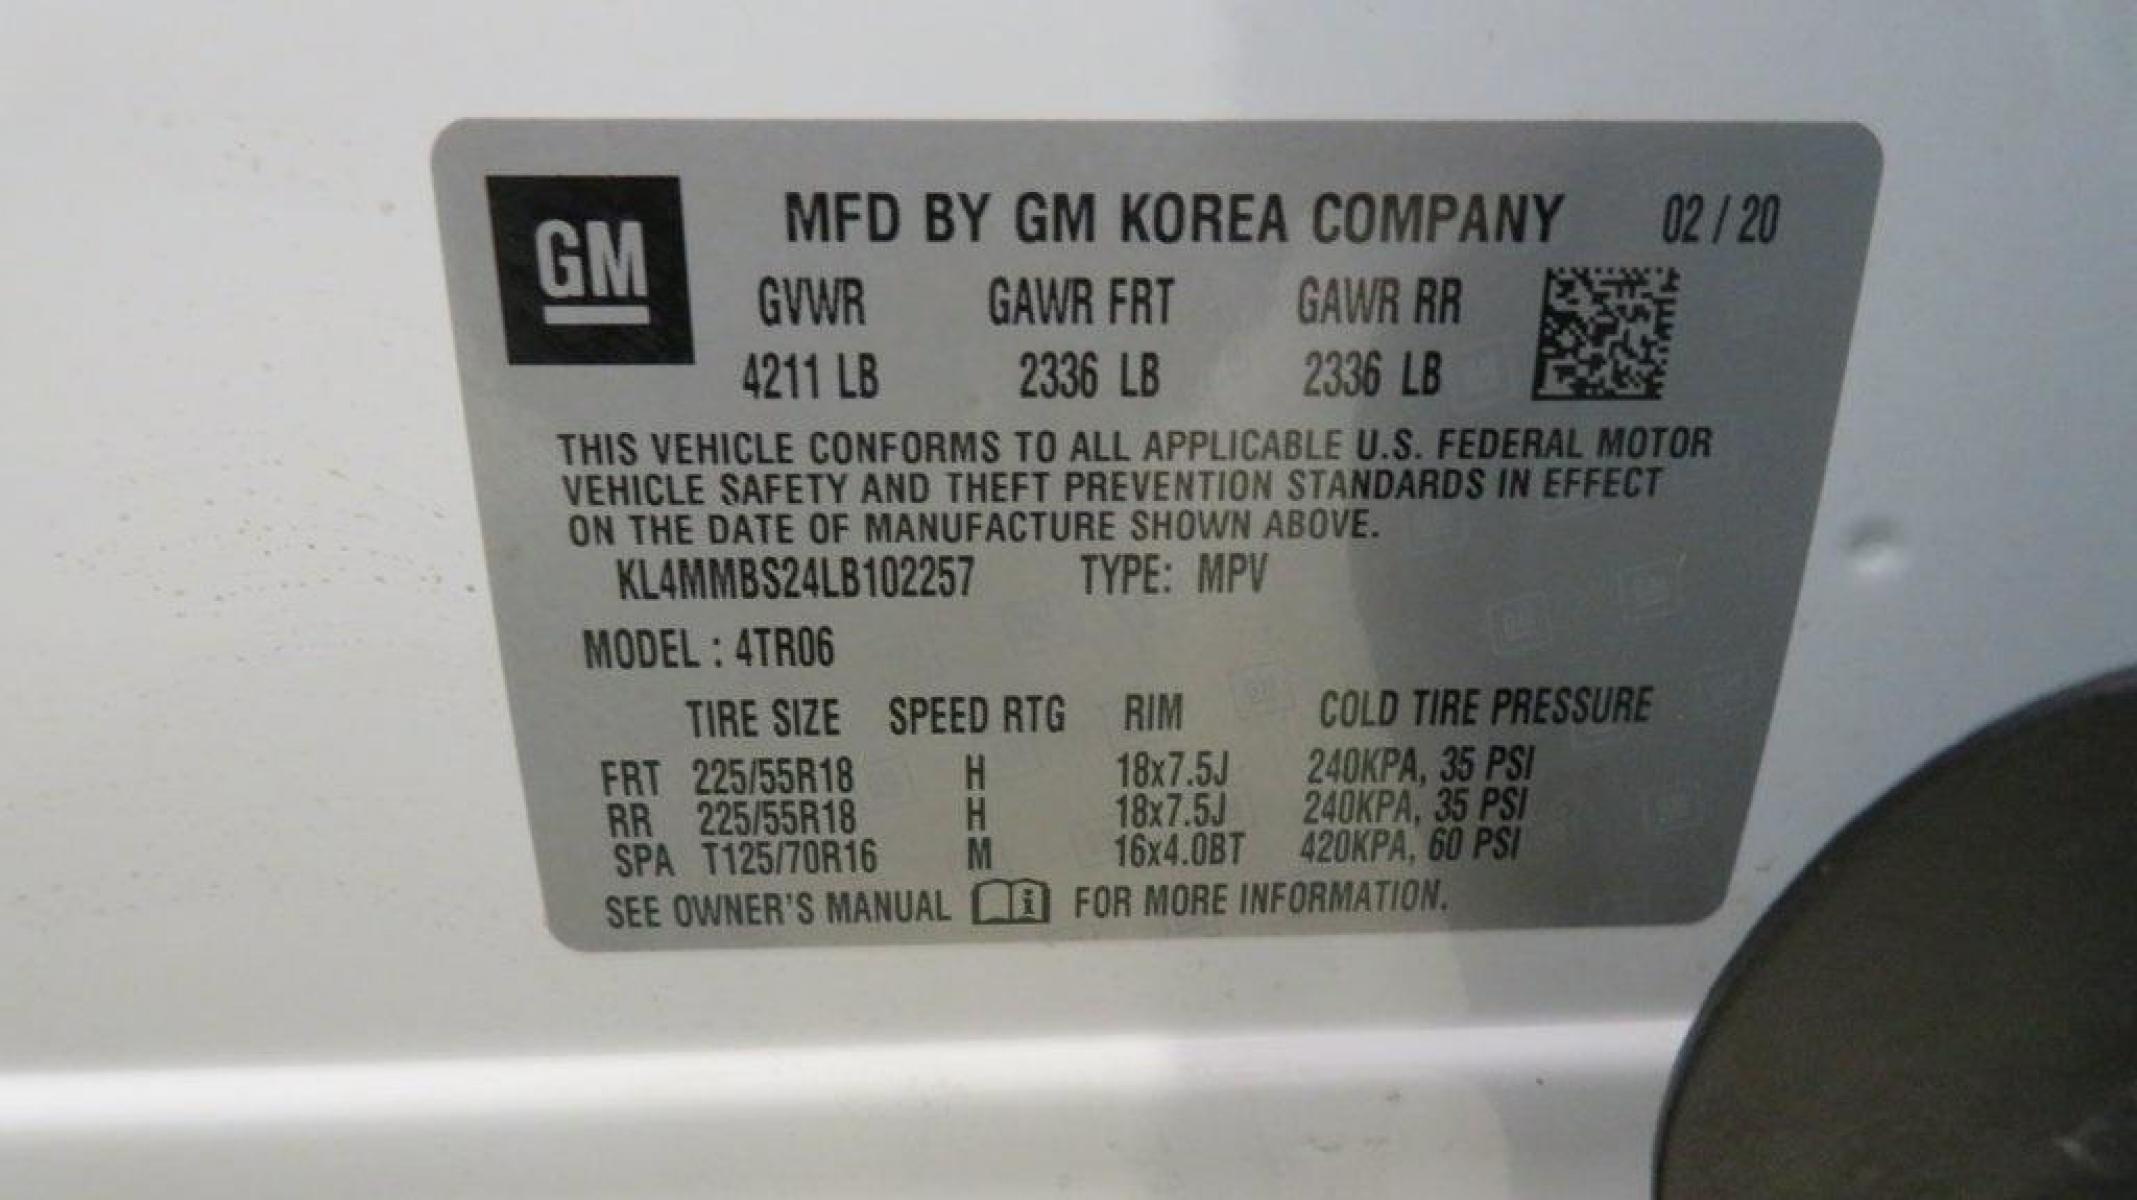 GM
MFD BY GM KOREA COMPANY 02 / 20
GVWR GAWR FRT GAWR RR
4211 LB 2336 LB 2336 LB
THIS VEHICLE CONFORMS TO ALL APPLICABLE U.S. FEDERAL MOTOR
VEHICLE SAFETY AND THEFT PREVENTION STANDARDS IN EFFECT
ON THE DATE OF MANUFACTURE SHOWN ABOVE.
KL4MMBS24LB102257 TYPE: MPV
MODEL : 4TR06
TIRE SIZE SPEED RTG RIM COLD TIRE PRESSURE
FRT 225/55R18 H 18x7.5J 240KPA, 35 PSI
RR 225/55R18 H 18x7.5J 240KPA, 35 PSI
SPA T125/70R16 M 16x4.0BT 420KPA, 60 PSI
SEE OWNER'S MANUAL i FOR MORE INFORMATION.